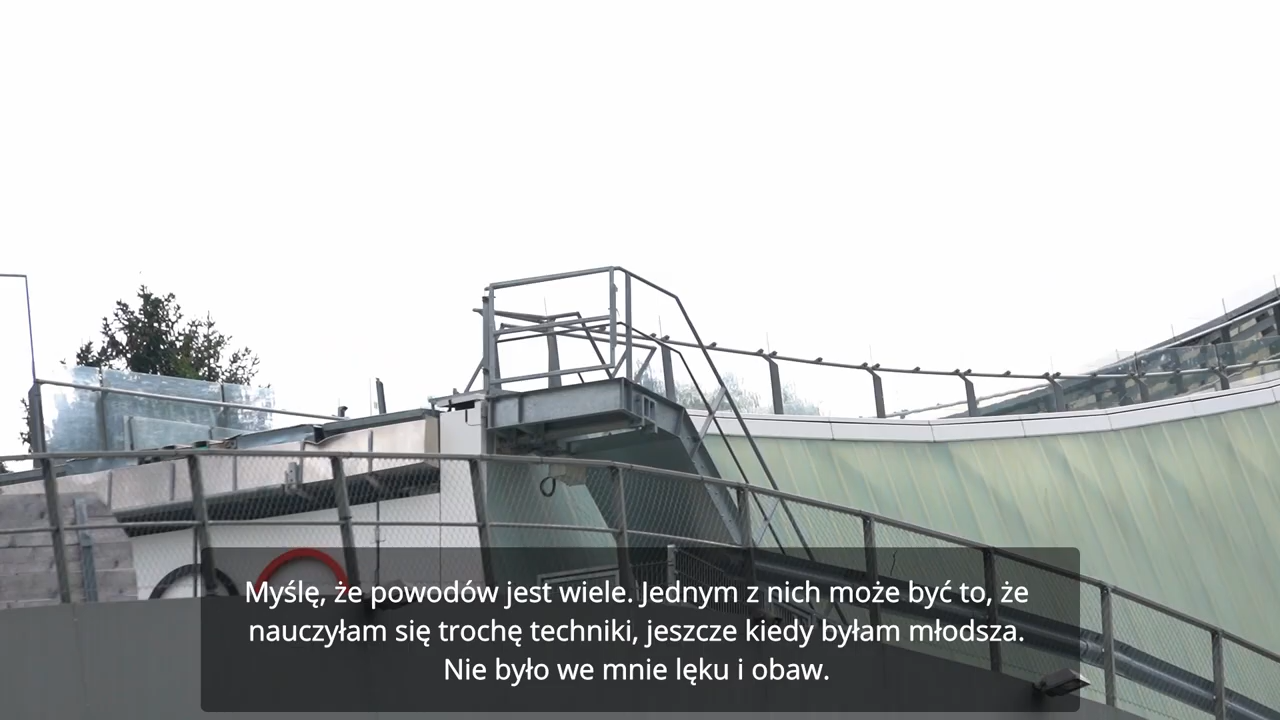 Myślę, że powodów jest wiele. Jednym z nich może być to, że
nauczyłam się trochę techniki, jeszcze kiedy byłam młodsza.
Nie było we mnie lęku i obaw.